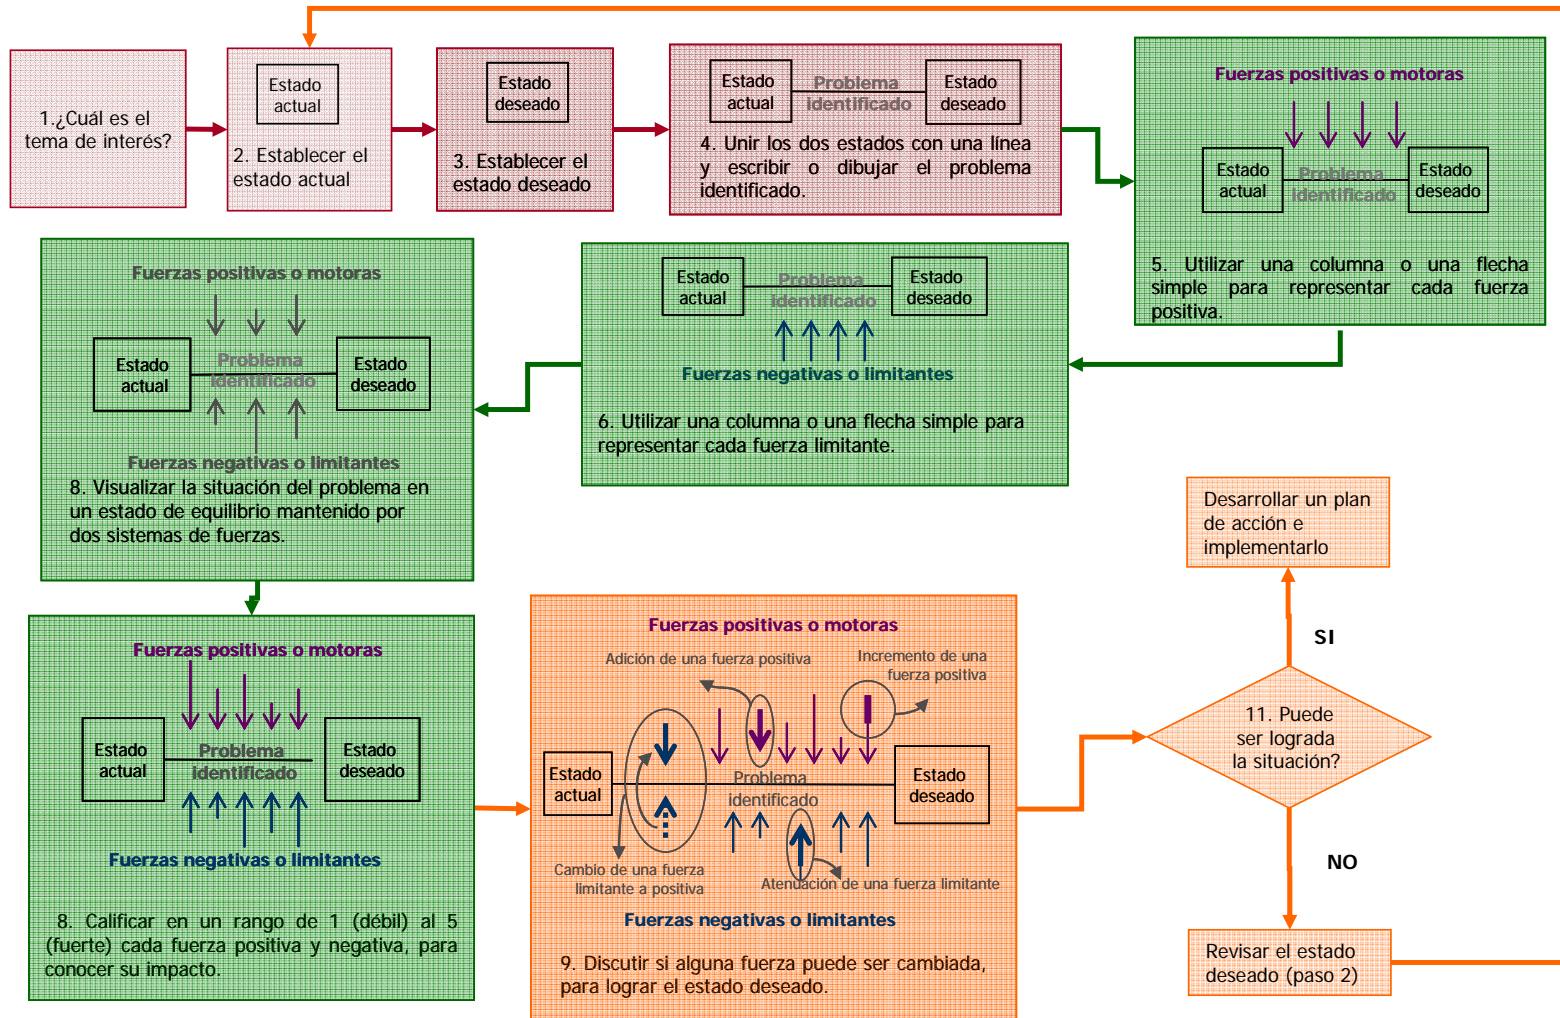 1.¿Cuál es el
tema de interés?
Estado
actual
2. Establecer el
estado actual
Estado
deseado
3. Establecer el
estado deseado
Estado
actual
Problema
identificado
Estado
deseado
4. Unir los dos estados con una línea
y escribir o dibujar el problema
identificado.
Fuerzas positivas o motoras
Estado
actual
Problema
identificado
Estado
deseado
5. Utilizar una columna o una flecha
simple para representar cada fuerza
positiva.
Estado
actual
Problema
identificado
Estado
deseado
Fuerzas negativas o limitantes
6. Utilizar una columna o una flecha simple para
representar cada fuerza limitante.
Fuerzas positivas o motoras
Estado
actual
Problema
identificado
Estado
deseado
Fuerzas negativas o limitantes
8. Visualizar la situación del problema en
un estado de equilibrio mantenido por
dos sistemas de fuerzas.
Fuerzas positivas o motoras
Estado
actual
Problema
identificado
Estado
deseado
Fuerzas negativas o limitantes
8. Calificar en un rango de 1 (débil) al 5
(fuerte) cada fuerza positiva y negativa, para
conocer su impacto.
Fuerzas positivas o motoras
Adición de una fuerza positiva
Incremento de una
fuerza positiva
Estado
actual
Problema
identificado
Estado
deseado
Cambio de una fuerza
limitante a positiva
Atenuación de una fuerza limitante
Fuerzas negativas o limitantes
9. Discutir si alguna fuerza puede ser cambiada,
para lograr el estado deseado.
Desarrollar un plan
de acción e
implementarlo
SI
11. Puede
ser lograda
la situación?
NO
Revisar el estado
deseado (paso 2)